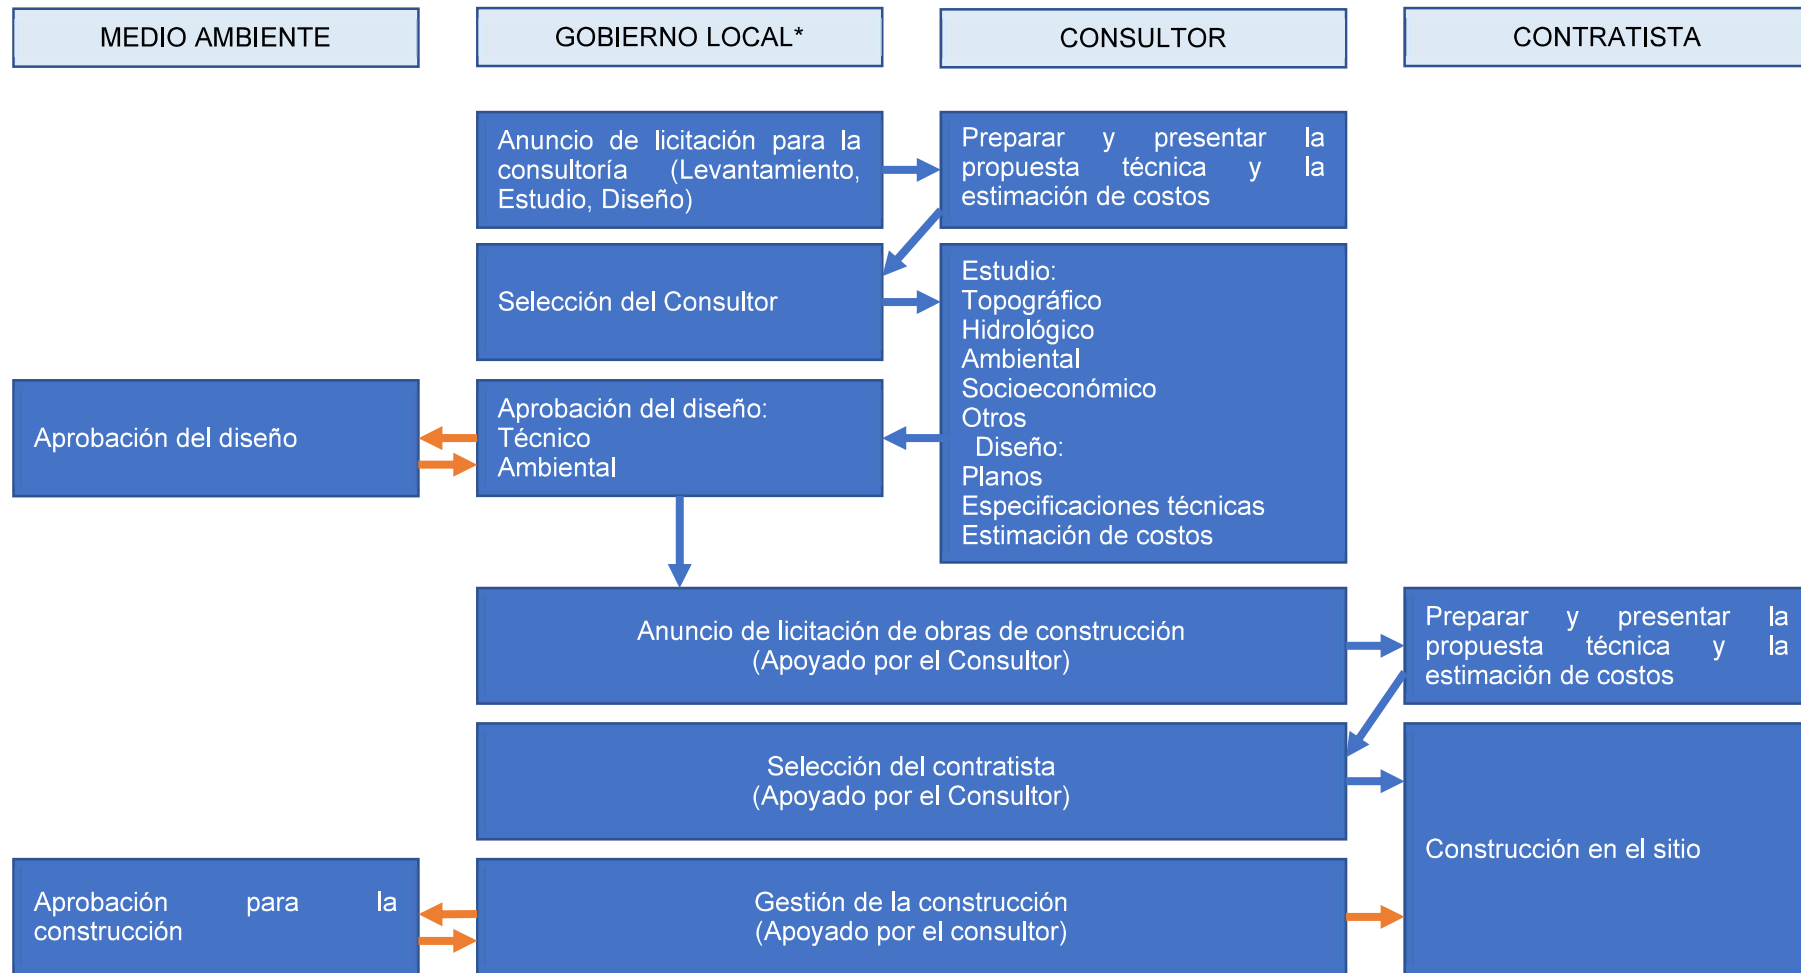 MEDIO AMBIENTE
GOBIERNO LOCAL*
CONSULTOR
CONTRATISTA
Anuncio de licitación para la
consultoría (Levantamiento,
Estudio, Diseño)
Preparar y presentar la
propuesta técnica y la
estimación de costos
Selección del Consultor
Estudio:
Topográfico
Hidrológico
Ambiental
Socioeconómico
Otros
Diseño:
Planos
Especificaciones técnicas
Estimación de costos
Aprobación del diseño
Aprobación del diseño:
Técnico
Ambiental
Anuncio de licitación de obras de construcción
(Apoyado por el Consultor)
Preparar y presentar la
propuesta técnica y la
estimación de costos
Selección del contratista
(Apoyado por el Consultor)
Construcción en el sitio
Aprobación para la
construcción
Gestión de la construcción
(Apoyado por el consultor)